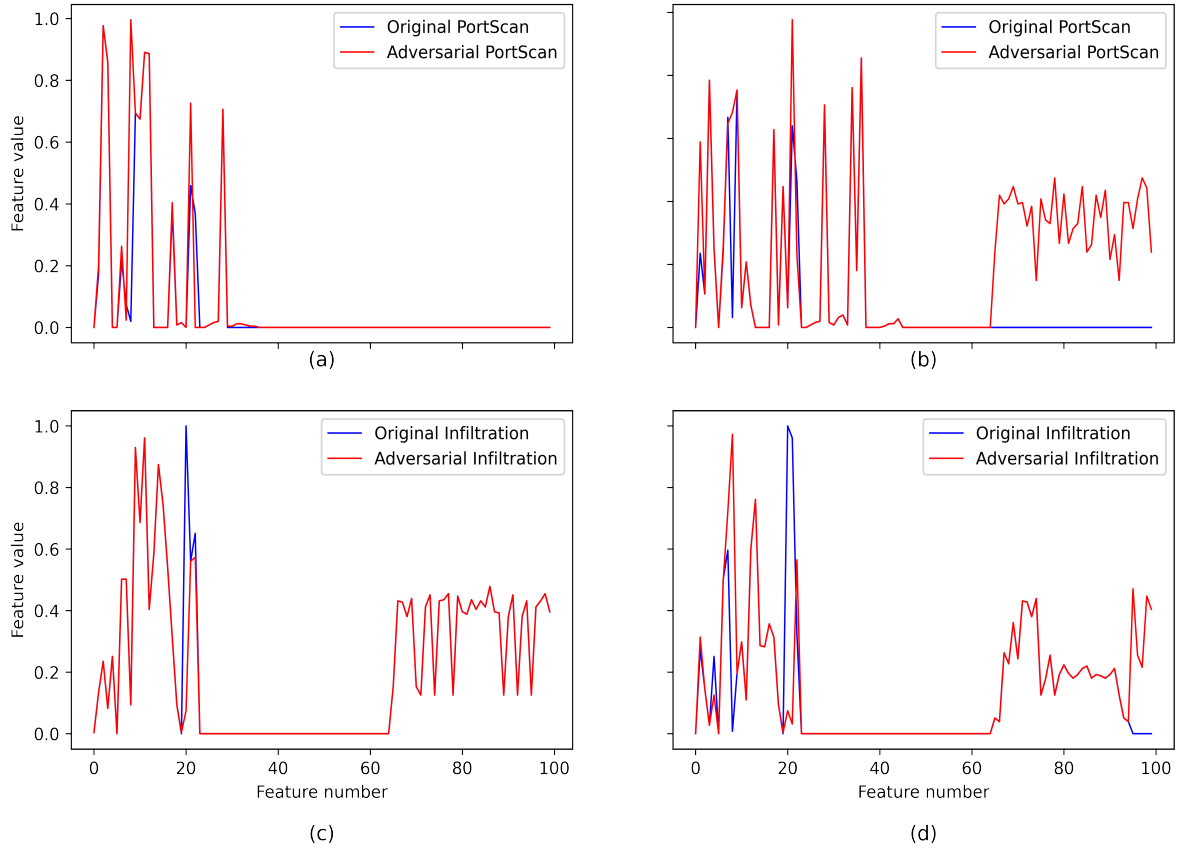 1.0
0.8
0.6
0.4
0.2
0.0
Feature value
Original PortScan
Adversarial PortScan
(a)
Original PortScan
Adversarial PortScan
(b)
1.0
0.8
0.6
0.4
0.2
0.0
Feature value
Original Infiltration
Adversarial Infiltration
0 20 40 60 80 100
Feature number
(c)
Original Infiltration
Adversarial Infiltration
0 20 40 60 80 100
Feature number
(d)